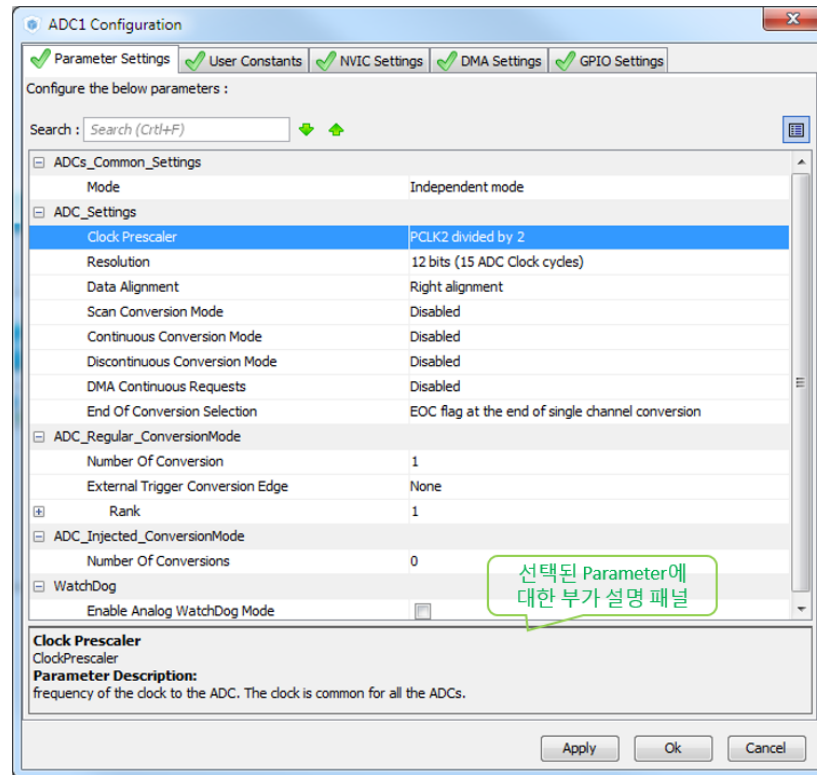 ADC1 Configuration
Parameter Settings User Constants NVIC Settings DMA Settings GPIO Settings
Configure the below parameters :
Search : Search (Crtl+F)
ADCs_Common_Settings
Mode Independent mode
ADC_Settings
Clock Prescaler PCLK2 divided by 2
Resolution 12 bits (15 ADC Clock cycles)
Data Alignment Right alignment
Scan Conversion Mode Disabled
Continuous Conversion Mode Disabled
Discontinuous Conversion Mode Disabled
DMA Continuous Requests Disabled
End Of Conversion Selection EOC flag at the end of single channel conversion
ADC_Regular_ConversionMode
Number Of Conversion 1
External Trigger Conversion Edge None
Rank 1
ADC_Injected_ConversionMode
Number Of Conversions 0
WatchDog
Enable Analog WatchDog Mode
선택된 Parameter에
대한 부가 설명 패널
Clock Prescaler
ClockPrescaler
Parameter Description:
frequency of the clock to the ADC. The clock is common for all the ADCs.
Apply Ok Cancel